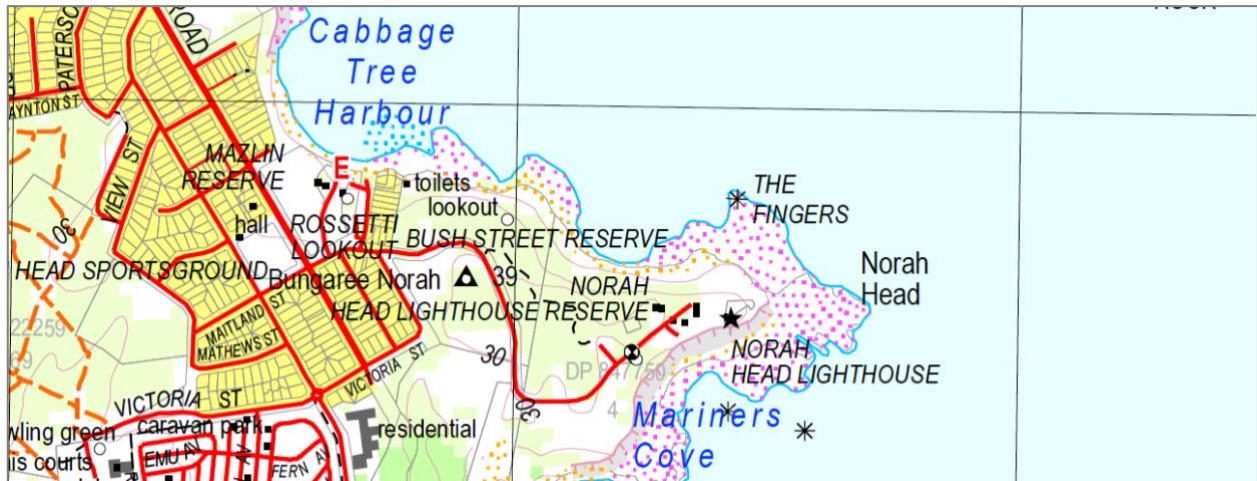 ROAD
PATERSO
AYNTON ST
VIEW ST
30
Cabbage
Tree
Harbour
MAZLIN
RESERVE
E
toilets
lookout
hall
ROSSETTI
LOOKOUT
BUSH STREET RESERVE
THE
FINGERS
HEAD SPORTSGROUND
Bungaree Norah
39
NORAH
HEAD LIGHTHOUSE RESERVE
Norah
Head
MAITLAND ST
MATHEWS ST
22259
69
30
VICTORIA ST
NORAH
HEAD LIGHTHOUSE
30
4
Mariners
Cove
VICTORIA ST
wling green
caravan park
residential
is courts
EMU AV
AV
FERN AV